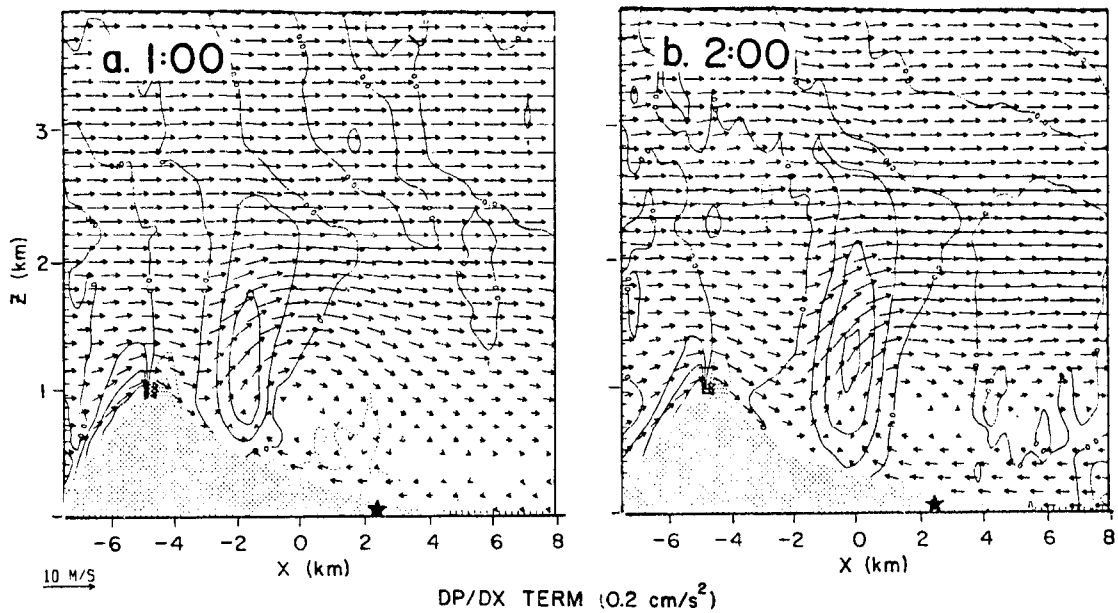 a. 1:00
b. 2:00
3
2
1
Z (km)
-6 -4 -2 0 2 4 6 8
-6 -4 -2 0 2 4 6 8
X (km)
X (km)
10 M/S
DP/DX TERM (0.2 cm/s²)